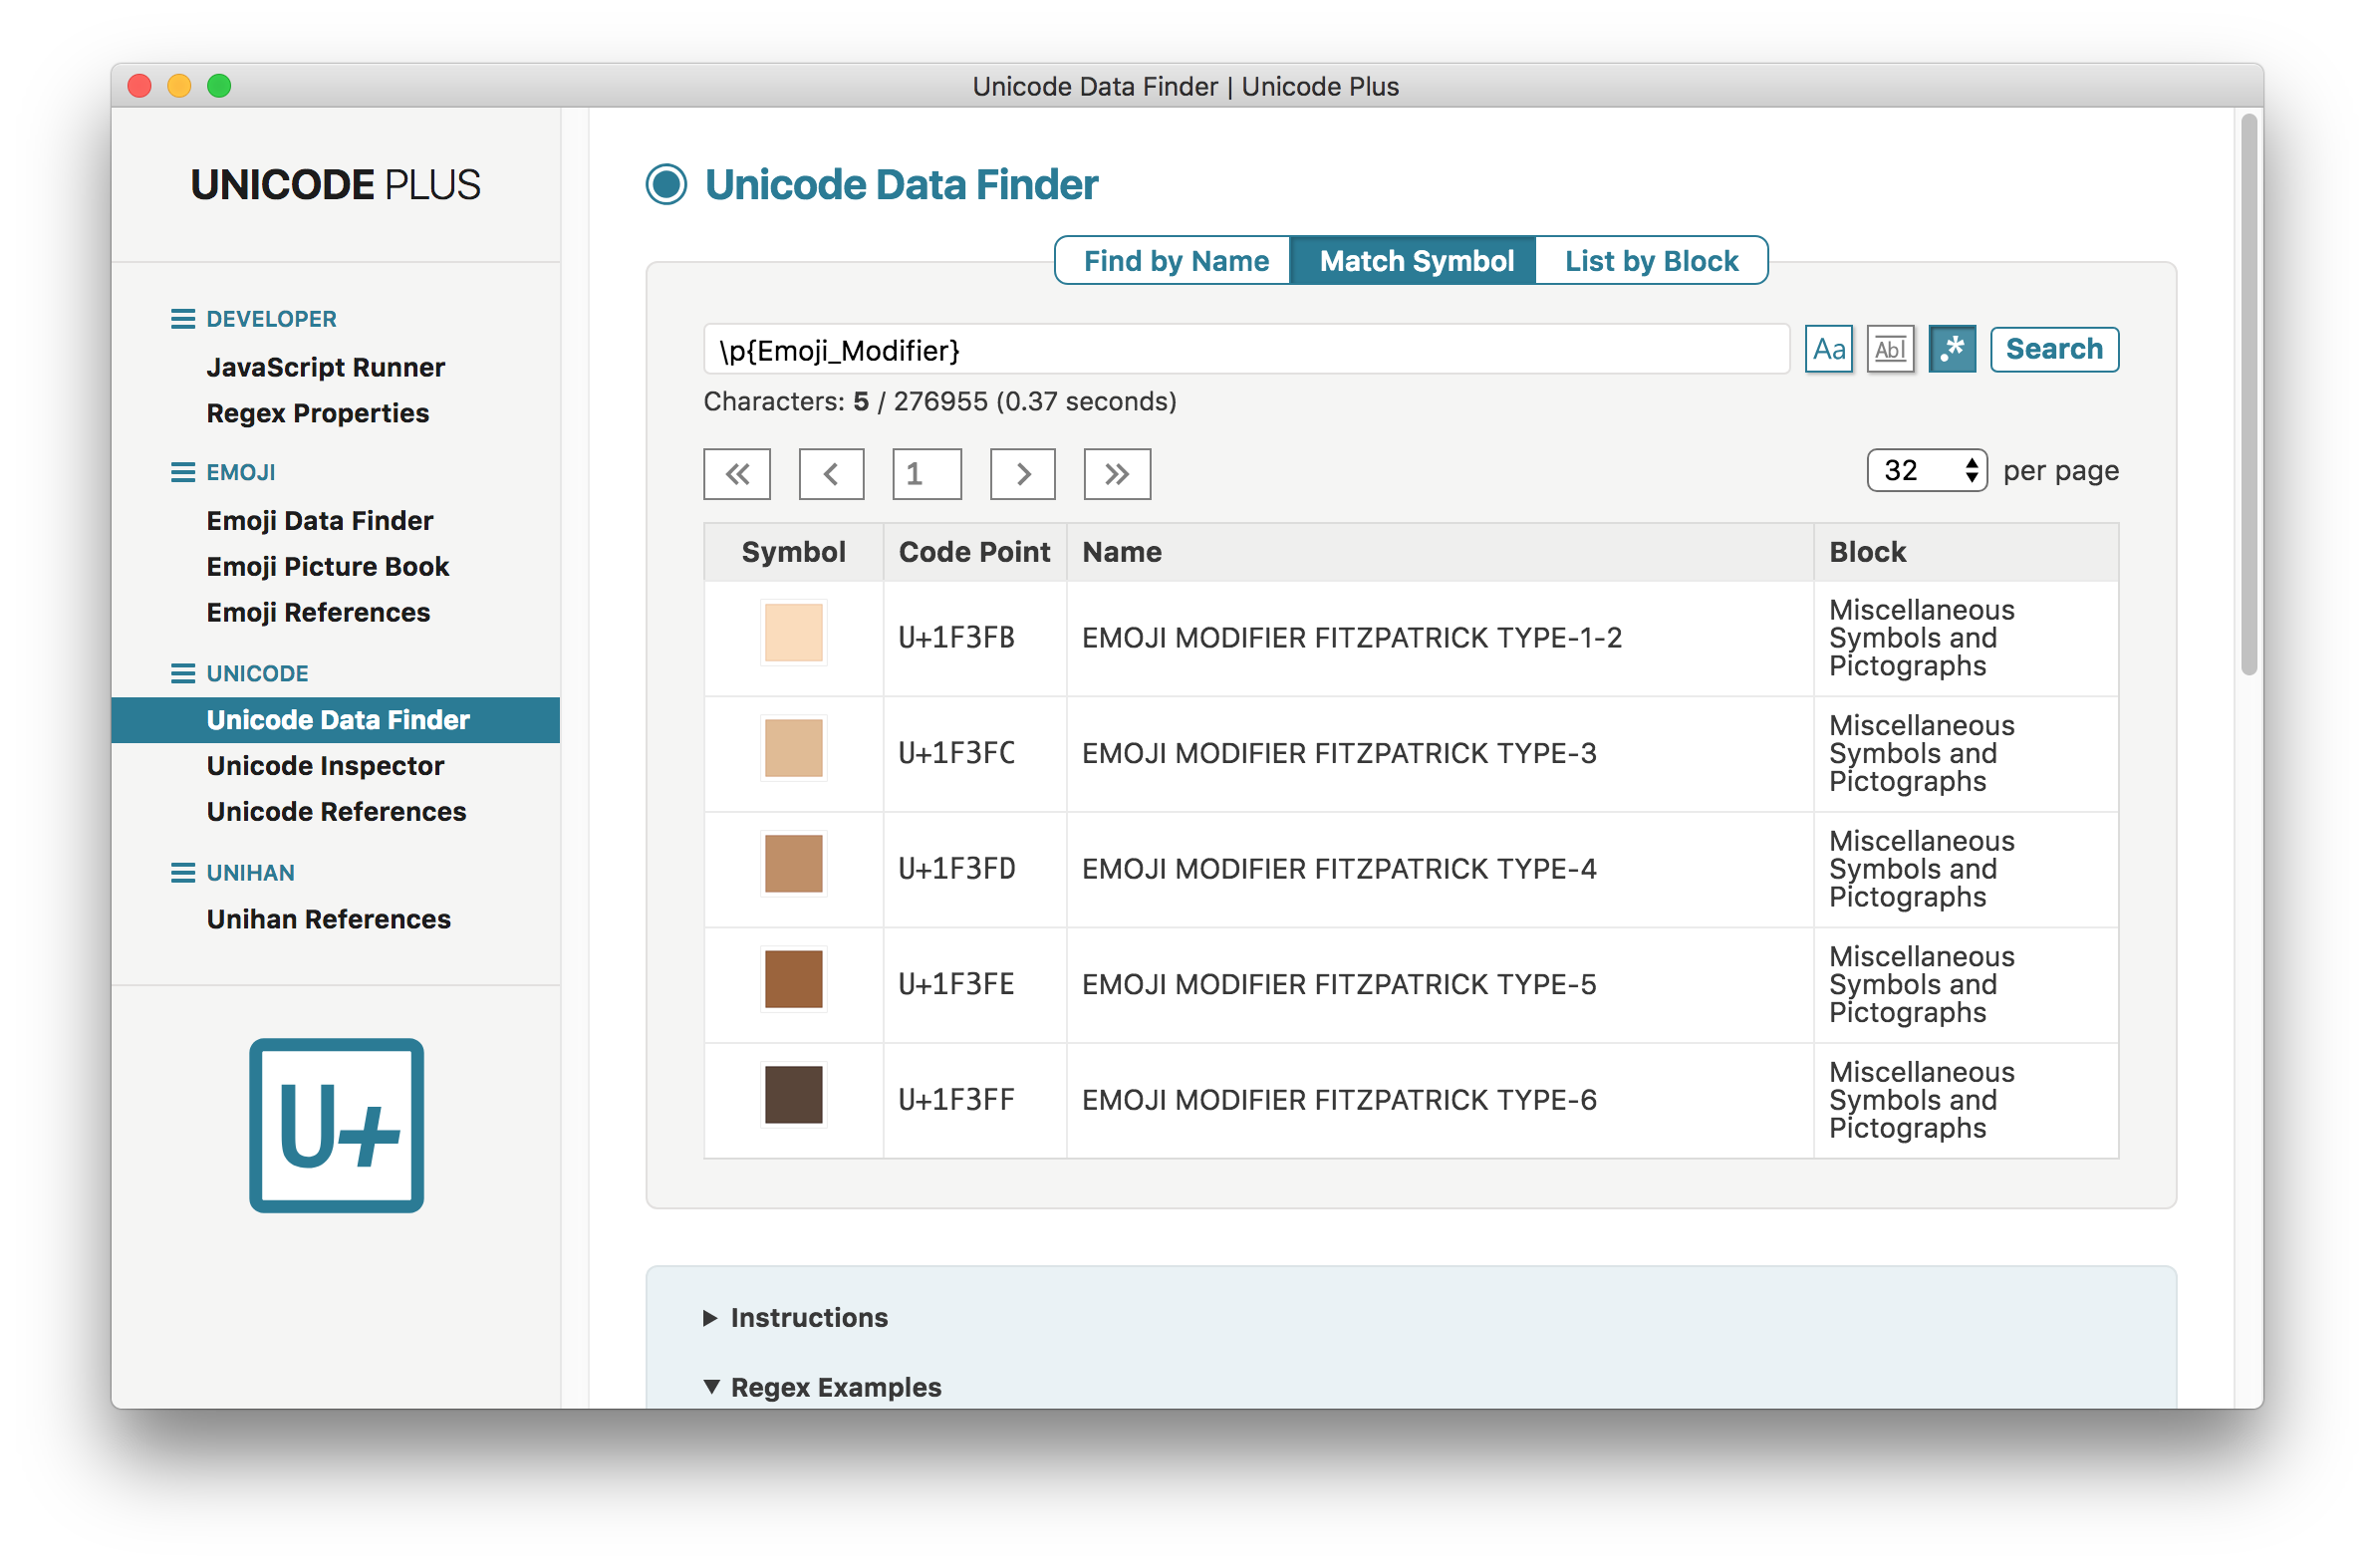 Unicode Data Finder | Unicode Plus
UNICODE PLUS
DEVELOPER
JavaScript Runner
Regex Properties
EMOJI
Emoji Data Finder
Emoji Picture Book
Emoji References
UNICODE
Unicode Data Finder
Unicode Inspector
Unicode References
UNIHAN
Unihan References
U+
Unicode Data Finder
Find by Name Match Symbol List by Block
\p{Emoji_Modifier} Aa Abl .* Search
Characters: 5 / 276955 (0.37 seconds)
« ‹ 1 › » 32 per page
Symbol Code Point Name Block
U+1F3FB EMOJI MODIFIER FITZPATRICK TYPE-1-2 Miscellaneous
Symbols and
Pictographs
U+1F3FC EMOJI MODIFIER FITZPATRICK TYPE-3 Miscellaneous
Symbols and
Pictographs
U+1F3FD EMOJI MODIFIER FITZPATRICK TYPE-4 Miscellaneous
Symbols and
Pictographs
U+1F3FE EMOJI MODIFIER FITZPATRICK TYPE-5 Miscellaneous
Symbols and
Pictographs
U+1F3FF EMOJI MODIFIER FITZPATRICK TYPE-6 Miscellaneous
Symbols and
Pictographs
Instructions
Regex Examples